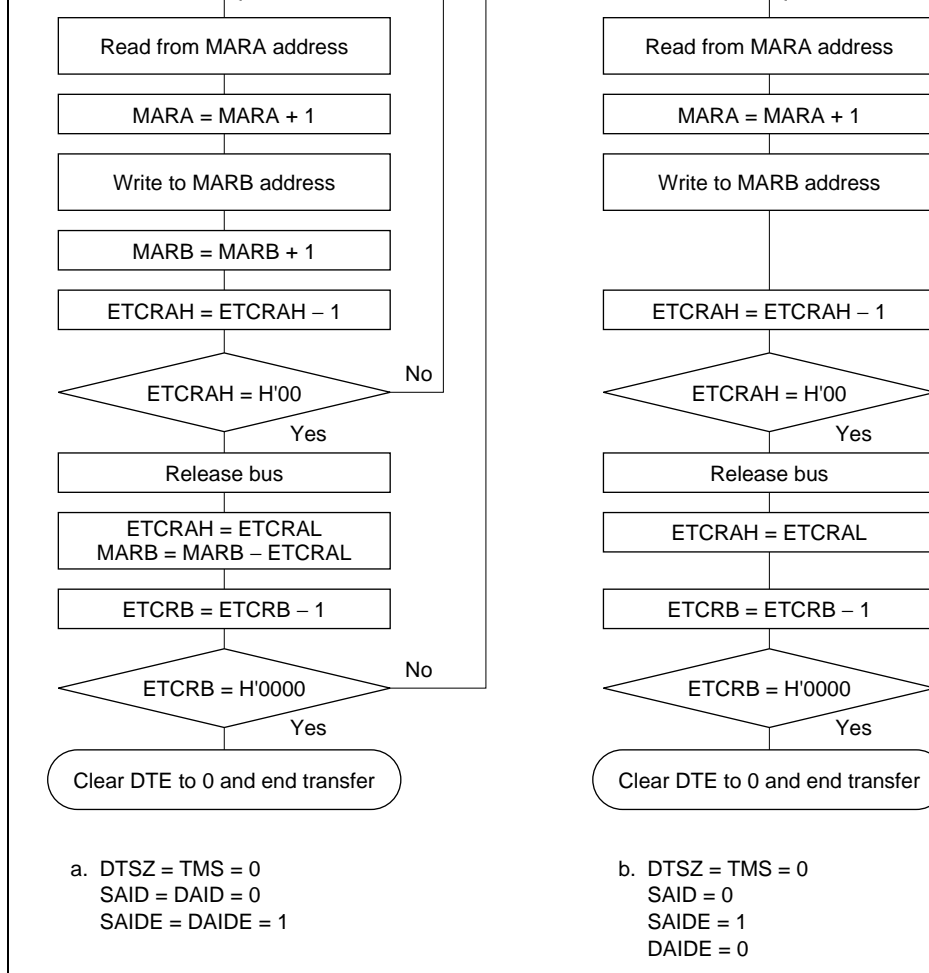 Read from MARA address
MARA = MARA + 1
Write to MARB address
MARB = MARB + 1
ETCRAH = ETCRAH – 1
ETCRAH = H'00
No
Yes
Release bus
ETCRAH = ETCRAL
MARB = MARB – ETCRAL
ETCRB = ETCRB – 1
ETCRB = H'0000
No
Yes
Clear DTE to 0 and end transfer
a. DTSZ = TMS = 0
SAID = DAID = 0
SAIDE = DAIDE = 1
Read from MARA address
MARA = MARA + 1
Write to MARB address
ETCRAH = ETCRAH – 1
ETCRAH = H'00
Yes
Release bus
ETCRAH = ETCRAL
ETCRB = ETCRB – 1
ETCRB = H'0000
Yes
Clear DTE to 0 and end transfer
b. DTSZ = TMS = 0
SAID = 0
SAIDE = 1
DAIDE = 0